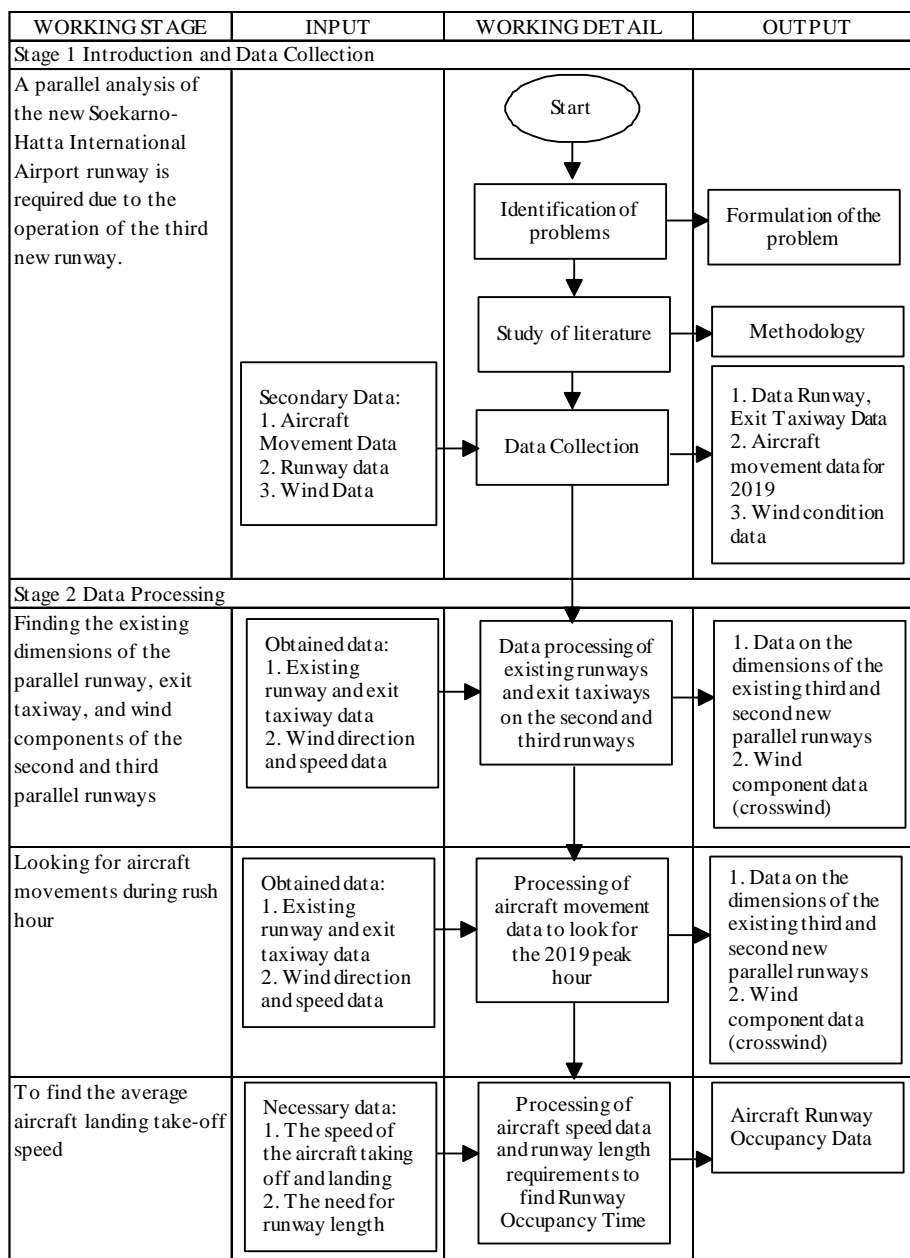 WORKING STAGE
INPUT
WORKING DETAIL
OUTPUT
Stage 1 Introduction and Data Collection
A parallel analysis of
the new Soekarno-
Hatta International
Airport runway is
required due to the
operation of the third
new runway.
Start
Identification of
problems
Formulation of the
problem
Study of literature
Methodology
Secondary Data:
1. Aircraft
Movement Data
2. Runway data
3. Wind Data
Data Collection
1. Data Runway,
Exit Taxiway Data
2. Aircraft
movement data for
2019
3. Wind condition
data
Stage 2 Data Processing
Finding the existing
dimensions of the
parallel runway, exit
taxiway, and wind
components of the
second and third
parallel runways
Obtained data:
1. Existing
runway and exit
taxiway data
2. Wind direction
and speed data
Data processing of
existing runways
and exit taxiways
on the second and
third runways
1. Data on the
dimensions of the
existing third and
second new
parallel runways
2. Wind
component data
(crosswind)
Looking for aircraft
movements during rush
hour
Obtained data:
1. Existing
runway and exit
taxiway data
2. Wind direction
and speed data
Processing of
aircraft movement
data to look for
the 2019 peak
hour
1. Data on the
dimensions of the
existing third and
second new
parallel runways
2. Wind
component data
(crosswind)
To find the average
aircraft landing take-off
speed
Necessary data:
1. The speed of
the aircraft taking
off and landing
2. The need for
runway length
Processing of
aircraft speed data
and runway length
requirements to
find Runway
Occupancy Time
Aircraft Runway
Occupancy Data